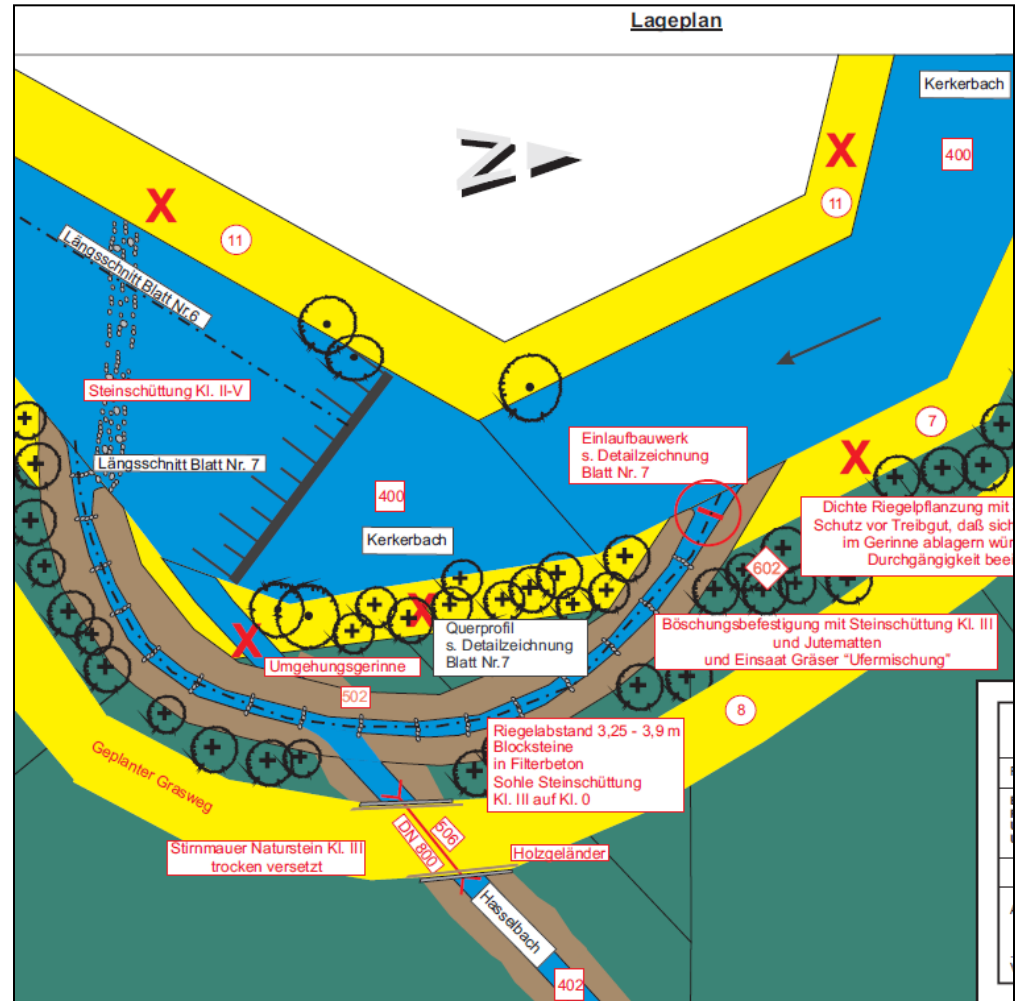 Lageplan
Kerkerbach
400
X
11
X
11
N
Längsschnitt Blatt Nr.6
Steinschüttung Kl. II-V
Längsschnitt Blatt Nr. 7
Einlaufbauwerk
s. Detailzeichnung
Blatt Nr. 7
7
X
400
Kerkerbach
Dichte Riegelpflanzung mit
Schutz vor Treibgut, daß sich
im Gerinne ablagern
Durchgängigkeit
602
X
X
Querprofil
s. Detailzeichnung
Blatt Nr.7
Böschungsbefestigung mit Steinschüttung Kl. III
und Jutematten
und Einsaat Gräser "Ufermischung"
Umgehungsgerinne
502
8
Riegelabstand 3,25 - 3,9 m
Blocksteine
in Filterbeton
Sohle Steinschüttung
Kl. III auf Kl. 0
Geplanter Grasweg
506
DN 800
Stirnmauer Naturstein Kl. III
trocken versetzt
Holzgeländer
Hasselbach
402